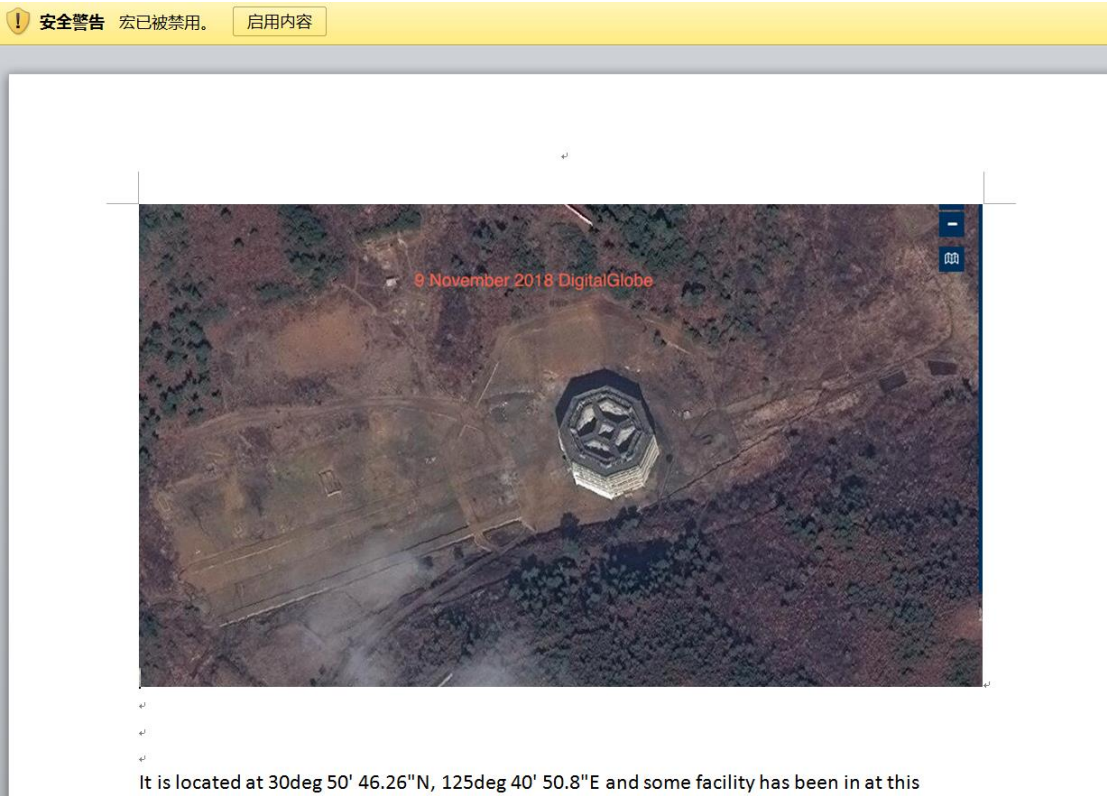 安全警告 宏已被禁用。 启用内容
9 November 2018 DigitalGlobe
It is located at 30deg 50' 46.26"N, 125deg 40' 50.8"E and some facility has been in at this